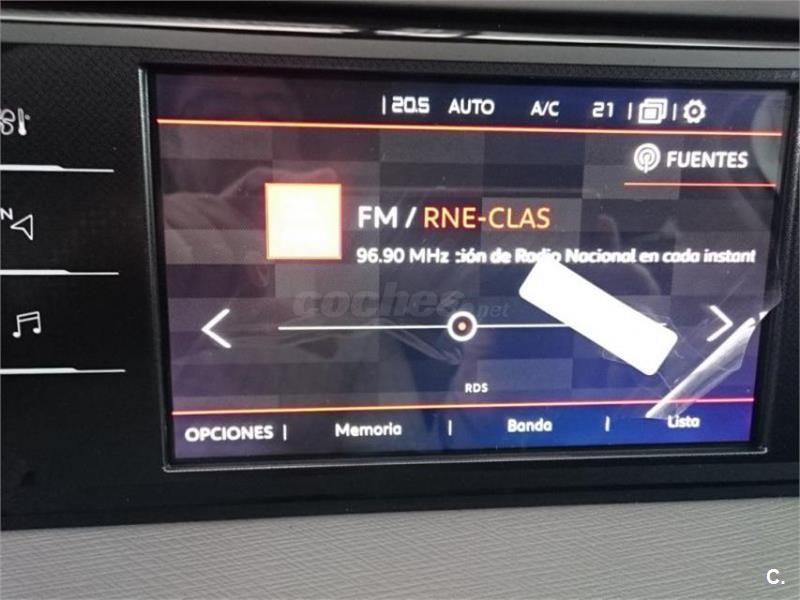 20.5 AUTO A/C 21
FUENTES
FM / RNE-CLAS
96.90 MHz :ión de Radio Nacional en cada instant
coches.net
N
RDS
OPCIONES | Memoria | Banda | Lista
C.